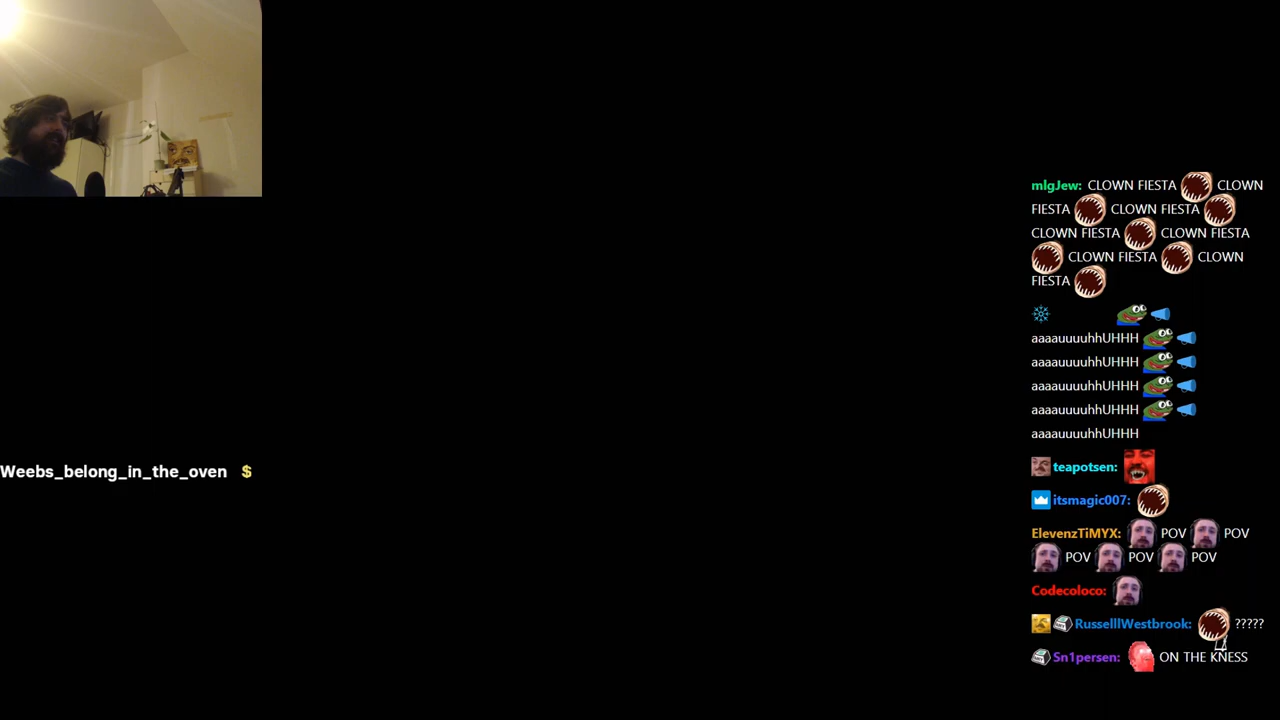 mlgJew: CLOWN FIESTA CLOWN
FIESTA CLOWN FIESTA
CLOWN FIESTA CLOWN FIESTA
CLOWN FIESTA CLOWN
FIESTA
aaaauuuuhhUHHH
aaaauuuuhhUHHH
aaaauuuuhhUHHH
aaaauuuuhhUHHH
aaaauuuuhhUHHH
teapotsen:
Weebs_belong_in_the_oven $
itsmagic007:
ElevenzTiMYX: POV POV
POV POV POV
Codecoloco:
RusselllWestbrook: ?????
Sn1persen: ON THE KNESS